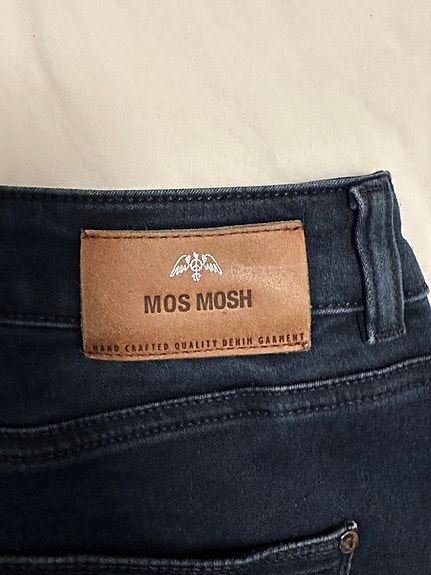 MOS MOSH
HAND CRAFTED QUALITY DENIM GARMENT